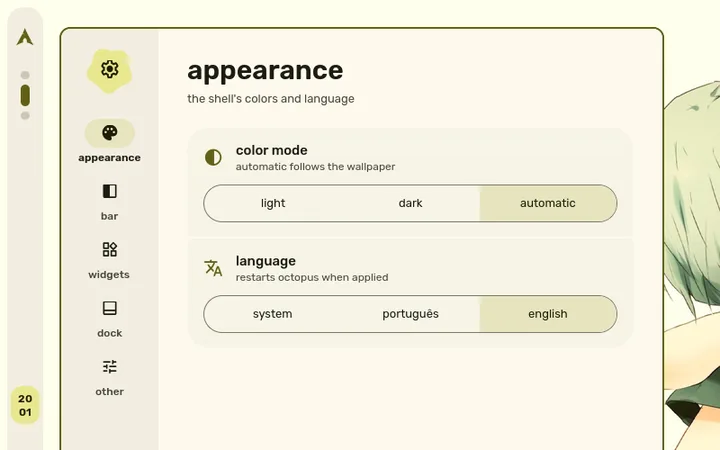 appearance
the shell's colors and language
appearance
bar
widgets
dock
other
color mode
automatic follows the wallpaper
light
dark
automatic
language
restarts octopus when applied
system
português
english
20
01